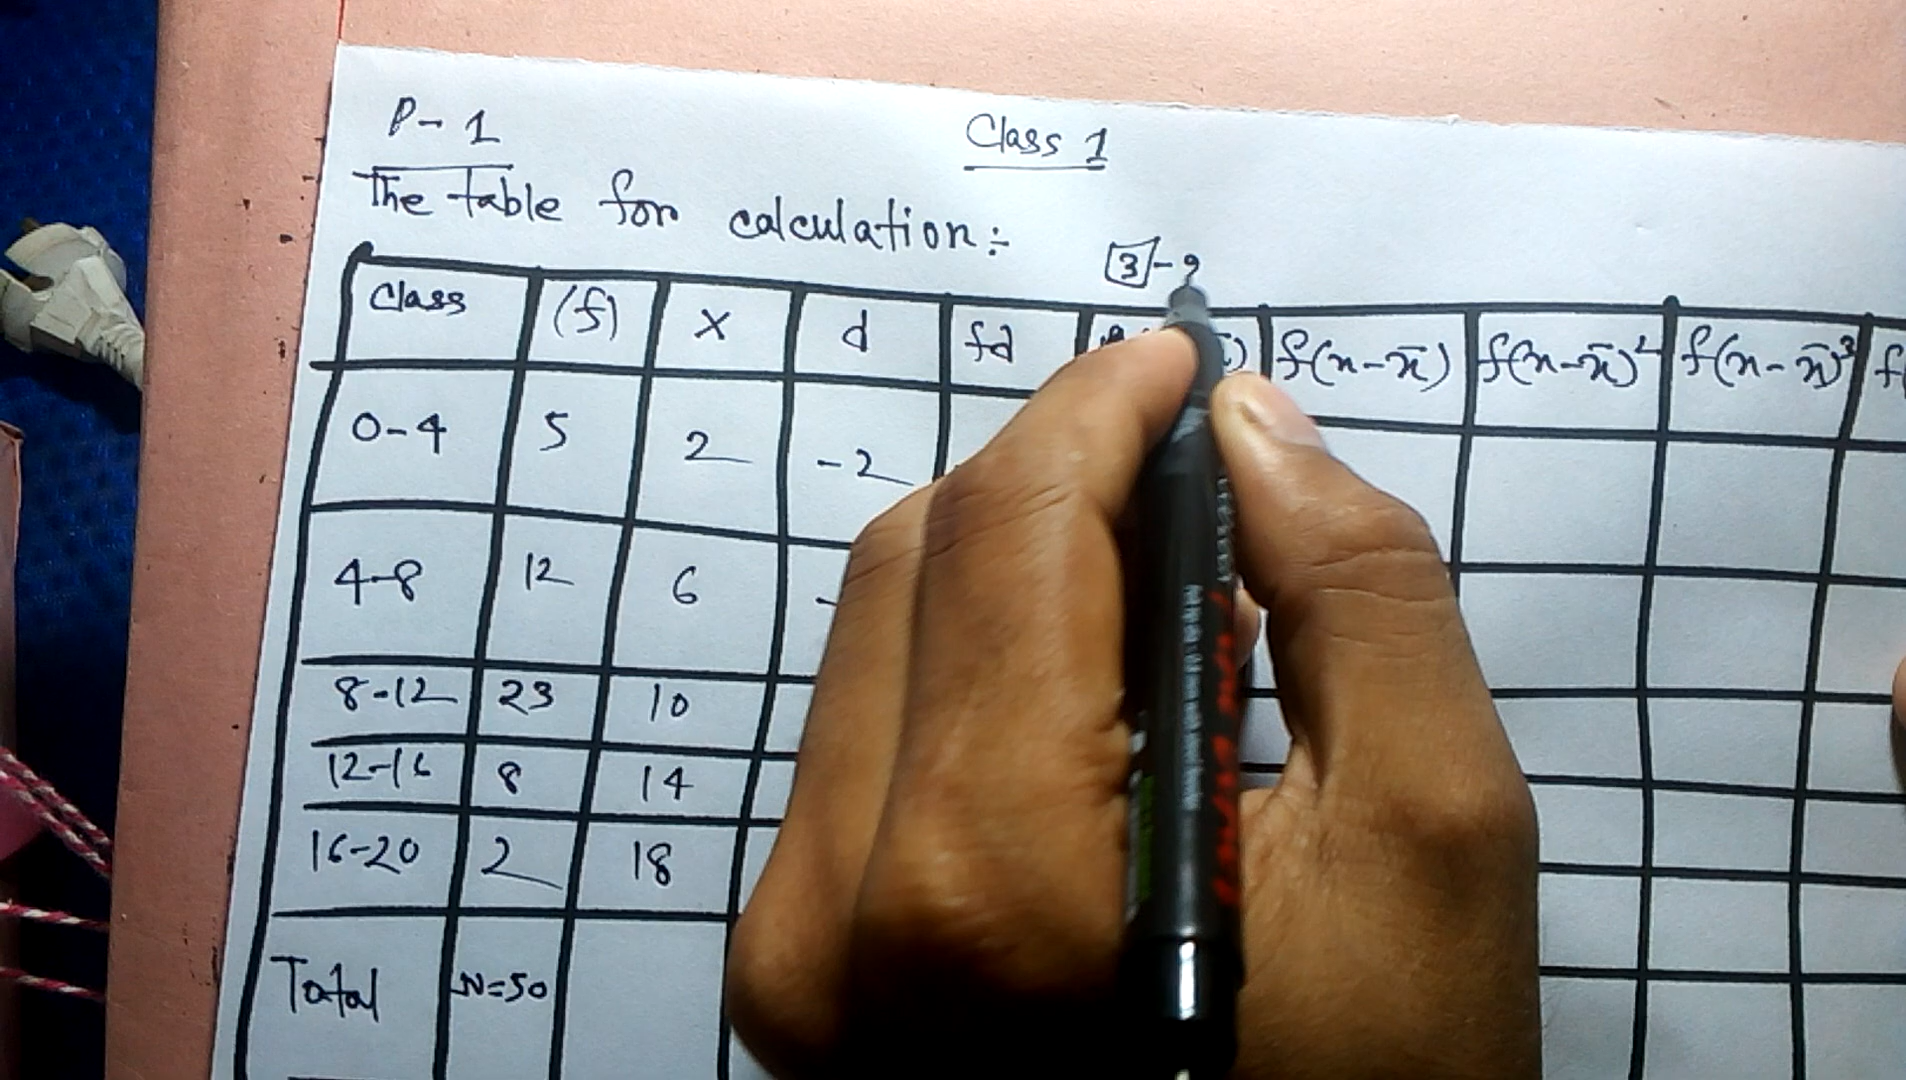 P-1
Class 1
The table for calculation:
3-9
Class (f) X d fd f(x-x̄) f(x-x̄)² f(x-x̄)³
0-4 5 2 -2
4-8 12 6 -
8-12 23 10
12-16 8 14
16-20 2 18
Total N=50